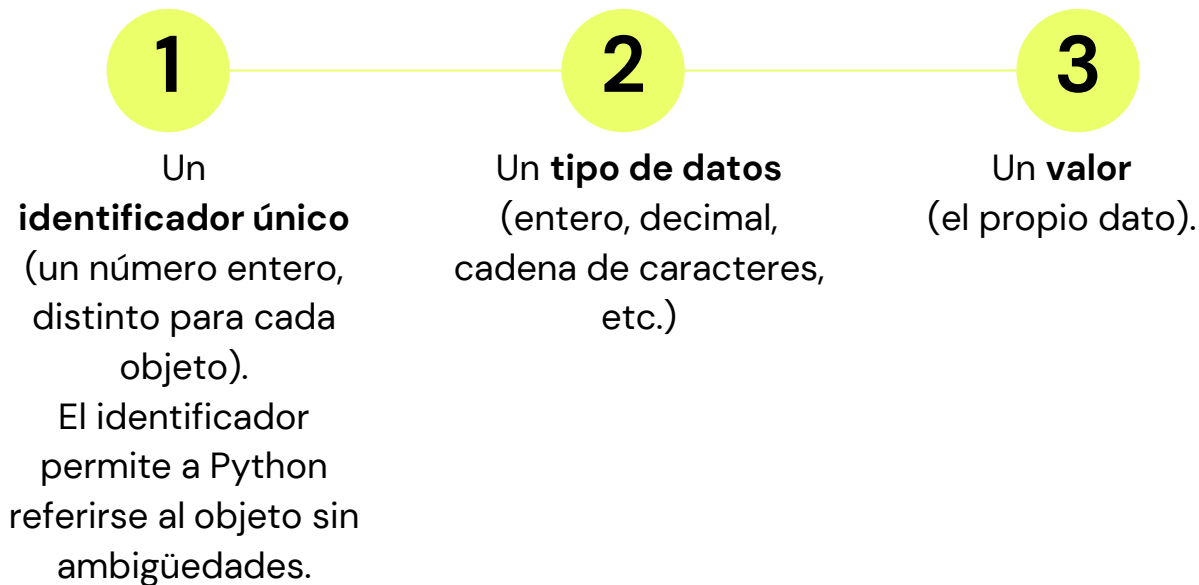 1
Un
identificador único
(un número entero,
distinto para cada
objeto).
El identificador
permite a Python
referirse al objeto sin
ambigüedades.
2
Un tipo de datos
(entero, decimal,
cadena de caracteres,
etc.)
3
Un valor
(el propio dato).